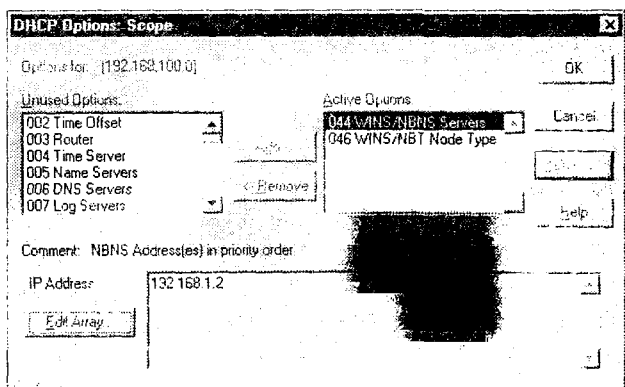 DHCP Options: Scope
Options for: [192.168.100.0]
OK
Unused Options:
Active Options
Cancel
002 Time Offset
003 Router
004 Time Server
005 Name Servers
006 DNS Servers
007 Log Servers
044 WINS/NBNS Servers
046 WINS/NBT Node Type
< Remove
Help
Comment: NBNS Address(es) in priority order
IP Address
132 168.1.2
Edit Array...